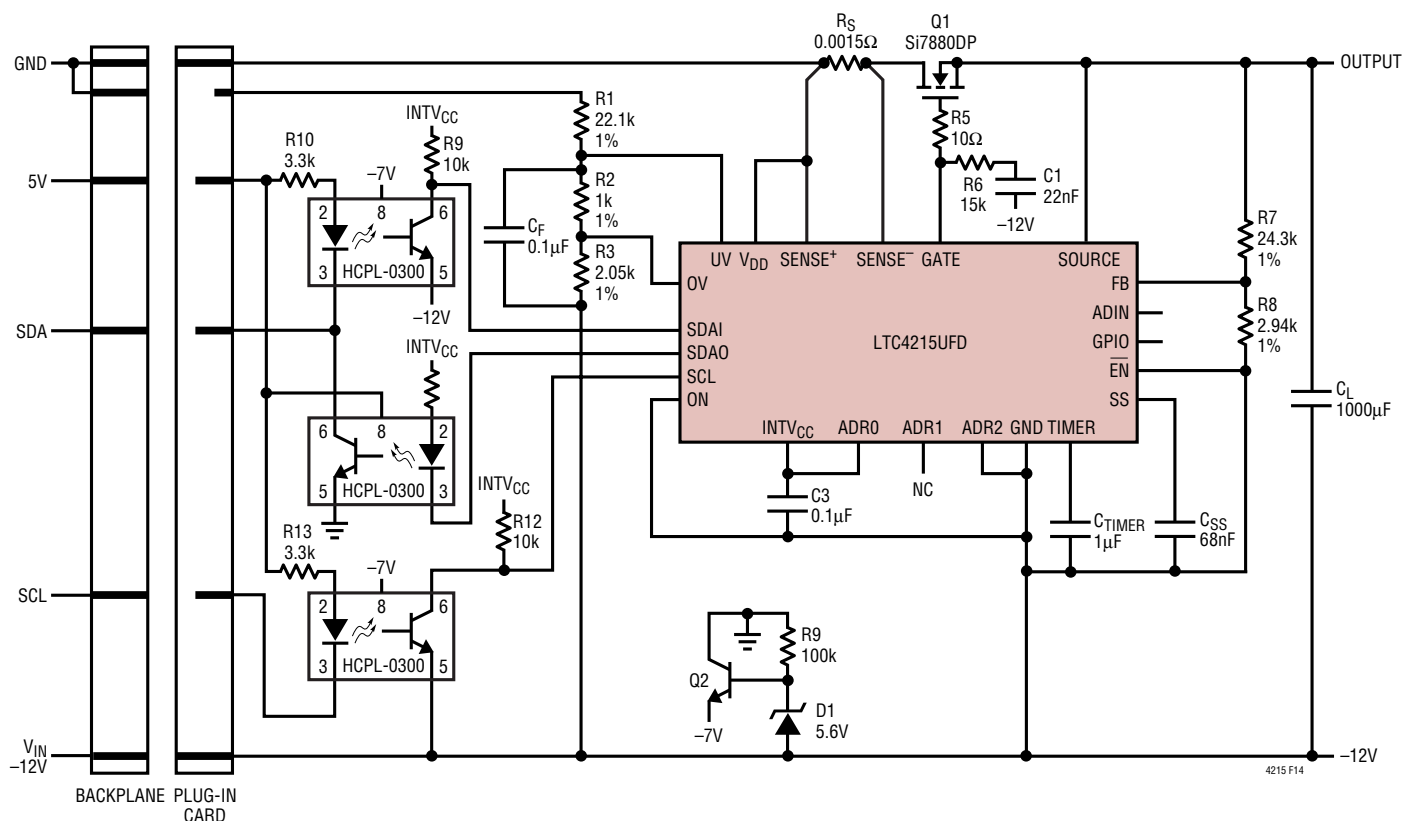 R_S
0.0015Ω
Q1
Si7880DP
GND
OUTPUT
R1
22.1k
1%
INTV_CC
R9
10k
R10
3.3k
–7V
R5
10Ω
R6
15k
C1
22nF
–12V
5V
2
8
6
3
HCPL-0300
5
–12V
C_F
0.1µF
R2
1k
1%
R3
2.05k
1%
R7
24.3k
1%
UV
V_DD
SENSE+
SENSE–
GATE
SOURCE
OV
FB
ADIN
GPIO
EN
SS
SDAI
SDAO
SCL
ON
LTC4215UFD
INTV_CC
ADR0
ADR1
ADR2
GND
TIMER
R8
2.94k
1%
SDA
INTV_CC
6
8
2
5
HCPL-0300
3
C_L
1000µF
NC
C3
0.1µF
C_TIMER
1µF
C_SS
68nF
INTV_CC
R12
10k
R13
3.3k
–7V
SCL
2
8
6
3
HCPL-0300
5
R9
100k
Q2
–7V
D1
5.6V
V_IN
–12V
–12V
4215 F14
BACKPLANE
PLUG-IN
CARD